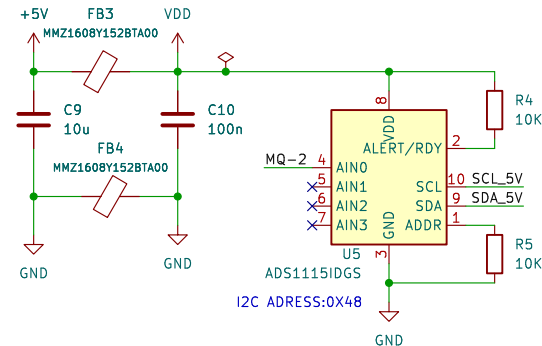 +5V
FB3
VDD
MMZ1608Y152BTA00
C9
10u
C10
100n
FB4
MMZ1608Y152BTA00
GND
GND
8
VDD
R4
10K
ALERT/RDY
2
MQ-2
4
AIN0
5
AIN1
10
SCL
SCL_5V
6
AIN2
9
SDA
SDA_5V
7
AIN3
1
ADDR
GND
3
U5
ADS1115IDGS
R5
10K
I2C ADRESS:0X48
GND